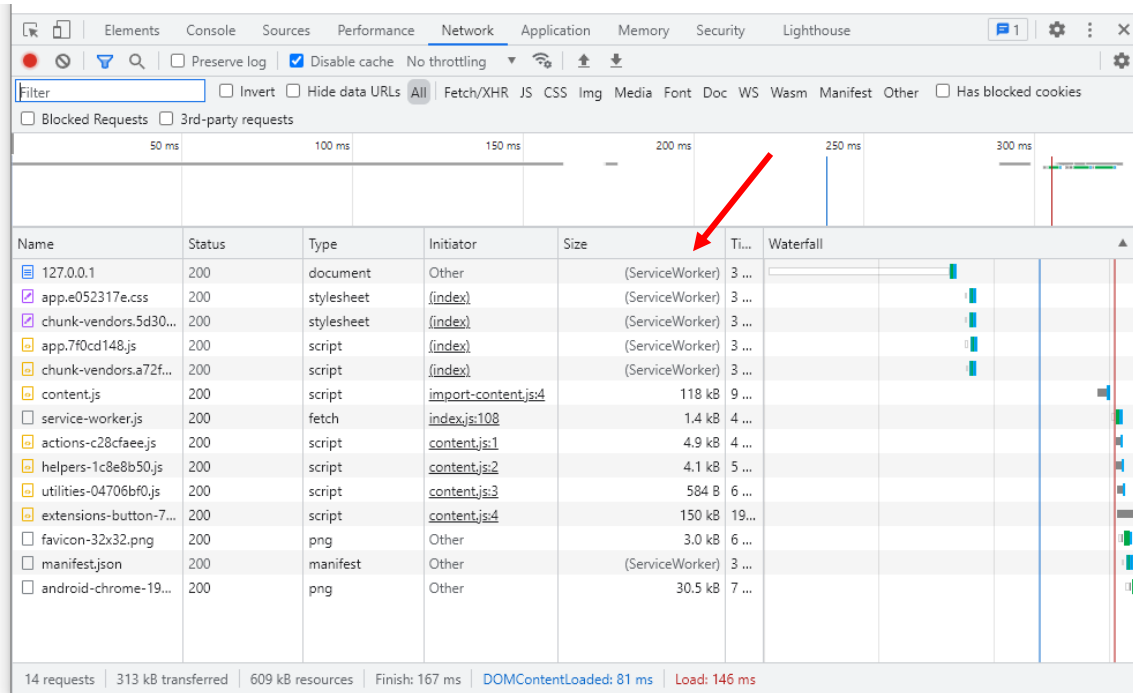 Elements Console Sources Performance Network Application Memory Security Lighthouse 1
Preserve log Disable cache No throttling
Filter Invert Hide data URLs All Fetch/XHR JS CSS Img Media Font Doc WS Wasm Manifest Other Has blocked cookies
Blocked Requests 3rd-party requests
50 ms 100 ms 150 ms 200 ms 250 ms 300 ms
Name Status Type Initiator Size Ti... Waterfall
127.0.0.1 200 document Other (ServiceWorker) 3 ...
app.e052317e.css 200 stylesheet (index) (ServiceWorker) 3 ...
chunk-vendors.5d30... 200 stylesheet (index) (ServiceWorker) 3 ...
app.7f0cd148.js 200 script (index) (ServiceWorker) 3 ...
chunk-vendors.a72f... 200 script (index) (ServiceWorker) 3 ...
content.js 200 script import-content.js:4 118 kB 9 ...
service-worker.js 200 fetch index.js:108 1.4 kB 4 ...
actions-c28cfaee.js 200 script content.js:1 4.9 kB 4 ...
helpers-1c8e8b50.js 200 script content.js:2 4.1 kB 5 ...
utilities-04706bf0.js 200 script content.js:3 584 B 6 ...
extensions-button-7... 200 script content.js:4 150 kB 19...
favicon-32x32.png 200 png Other 3.0 kB 6 ...
manifest.json 200 manifest Other (ServiceWorker) 3 ...
android-chrome-19... 200 png Other 30.5 kB 7 ...
14 requests 313 kB transferred 609 kB resources Finish: 167 ms DOMContentLoaded: 81 ms Load: 146 ms